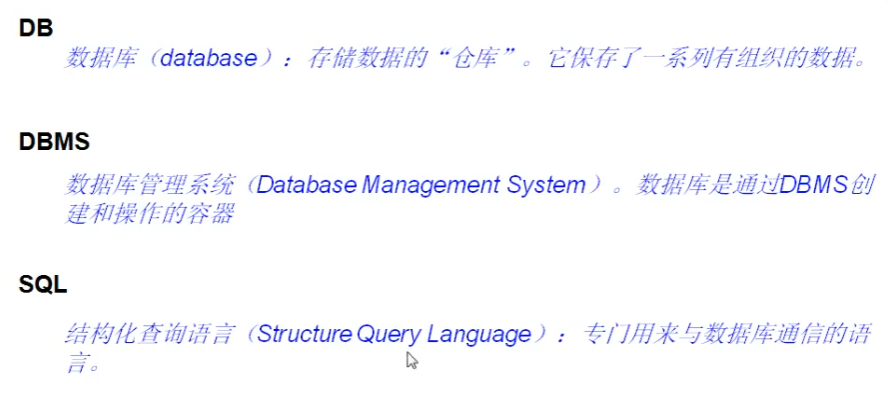 DB
数据库（database）：存储数据的“仓库”。它保存了一系列有组织的数据。
DBMS
数据库管理系统（Database Management System）。数据库是通过DBMS创
建和操作的容器
SQL
结构化查询语言（Structure Query Language）：专门用来与数据库通信的语
言。